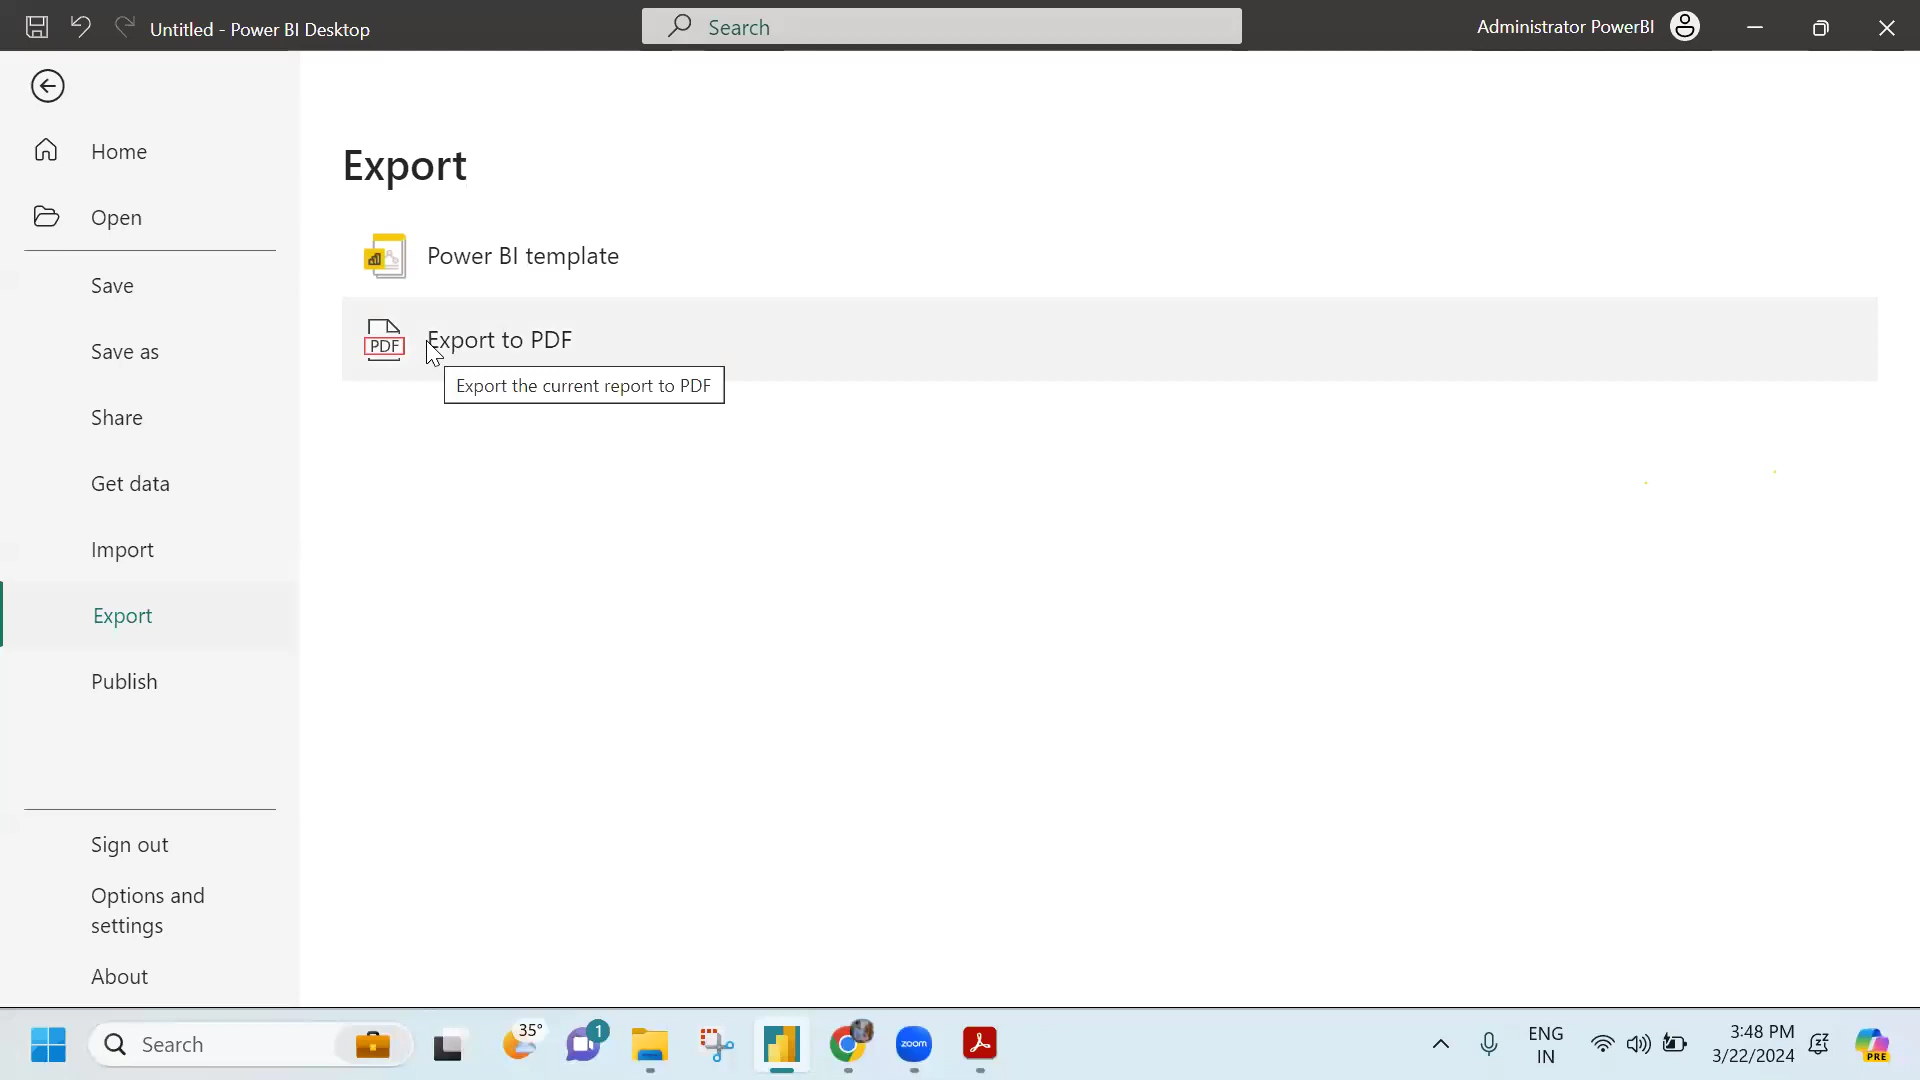 Untitled - Power BI Desktop
Search
Administrator PowerBI
Home
Open
Save
Save as
Share
Get data
Import
Export
Publish
Sign out
Options and
settings
About
Export
Power BI template
PDF
Export to PDF
Export the current report to PDF
Search
35°
1
zoom
ENG
IN
3:48 PM
3/22/2024
PRE